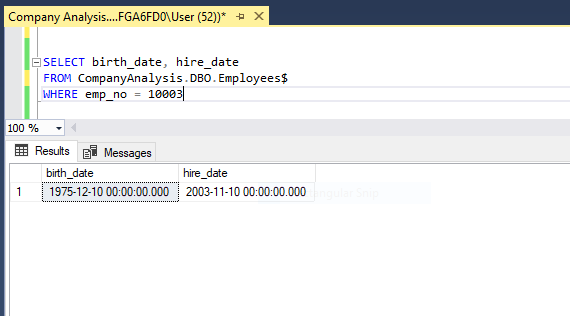 Company Analysis....FGA6FD0\User (52))*
SELECT birth_date, hire_date
FROM CompanyAnalysis.DBO.Employees$
WHERE emp_no = 10003
100 %
Results Messages
birth_date hire_date
1 1975-12-10 00:00:00.000 2003-11-10 00:00:00.000
Snip